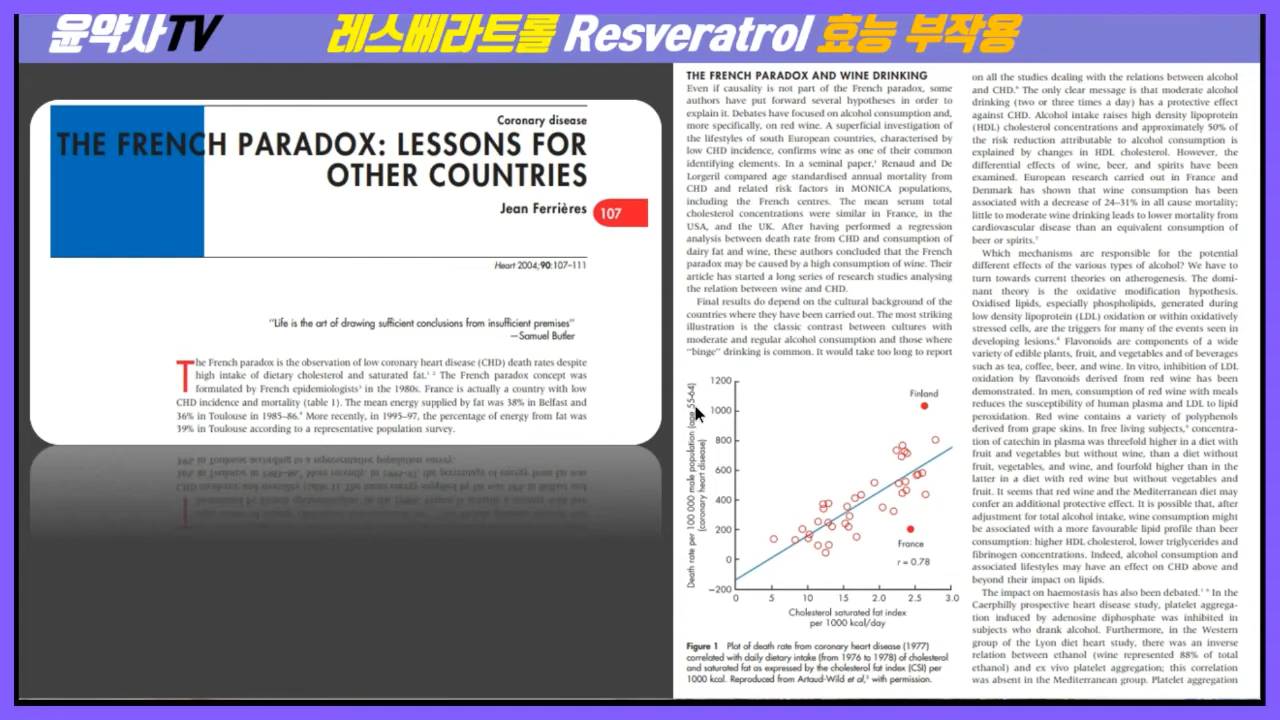 윤약사TV
레스베라트롤 Resveratrol 효능 부작용
Coronary disease
THE FRENCH PARADOX: LESSONS FOR
OTHER COUNTRIES
Jean Ferrières
107
Heart 2004;90:107–111
"Life is the art of drawing sufficient conclusions from insufficient premises"
—Samuel Butler
The French paradox is the observation of low coronary heart disease (CHD) death rates despite
high intake of dietary cholesterol and saturated fat.1 2 The French paradox concept was
formulated by French epidemiologists3 in the 1980s. France is actually a country with low
CHD incidence and mortality (table 1). The mean energy supplied by fat was 38% in Belfast and
36% in Toulouse in 1985–86.4 More recently, in 1995–97, the percentage of energy from fat was
39% in Toulouse according to a representative population survey.
THE FRENCH PARADOX AND WINE DRINKING
Even if causality is not part of the French paradox, some
authors have put forward several hypotheses in order to
explain it. Debates have focused on alcohol consumption and,
more specifically, on red wine. A superficial investigation of
the lifestyles of south European countries, characterised by
low CHD incidence, confirms wine as one of their common
identifying elements. In a seminal paper, Renaud and De
Lorgeril compared age standardised annual mortality from
CHD and related risk factors in MONICA populations,
including the French centres. The mean serum total
cholesterol concentrations were similar in France, in the
USA, and the UK. After having performed a regression
analysis between death rate from CHD and consumption of
dairy fat and wine, these authors concluded that the French
paradox may be caused by a high consumption of wine. Their
article has started a long series of research studies analysing
the relation between wine and CHD.
Final results do depend on the cultural background of the
countries where they have been carried out. The most striking
illustration is the classic contrast between cultures with
moderate and regular alcohol consumption and those where
"binge" drinking is common. It would take too long to report
Death rate per 100 000 male population (age 55-64)
(coronary heart disease)
1200
1000
800
600
400
200
0
−200
Finland
France
r = 0.78
0 5 10 15 2.0 2.5 3.0
Cholesterol saturated fat index
per 1000 kcal/day
Figure 1 Plot of death rate from coronary heart disease (1977)
correlated with daily dietary intake (from 1976 to 1978) of cholesterol
and saturated fat as expressed by the cholesterol fat index (CSI) per
1000 kcal. Reproduced from Artaud-Wild et al,5 with permission.
on all the studies dealing with the relations between alcohol
and CHD.6 The only clear message is that moderate alcohol
drinking (two or three times a day) has a protective effect
against CHD. Alcohol intake raises high density lipoprotein
(HDL) cholesterol concentrations and approximately 50% of
the risk reduction attributable to alcohol consumption is
explained by changes in HDL cholesterol. However, the
differential effects of wine, beer, and spirits have been
examined. European research carried out in France and
Denmark has shown that wine consumption has been
associated with a decrease of 24–31% in all cause mortality;
little to moderate wine drinking leads to lower mortality from
cardiovascular disease than an equivalent consumption of
beer or spirits.7
Which mechanisms are responsible for the potential
different effects of the various types of alcohol? We have to
turn towards current theories on atherogenesis. The domi-
nant theory is the oxidative modification hypothesis.
Oxidised lipids, especially phospholipids, generated during
low density lipoprotein (LDL) oxidation or within oxidatively
stressed cells, are the triggers for many of the events seen in
developing lesions.8 Flavonoids are components of a wide
variety of edible plants, fruit, and vegetables and of beverages
such as tea, coffee, beer, and wine. In vitro, inhibition of LDL
oxidation by flavonoids derived from red wine has been
demonstrated. In men, consumption of red wine with meals
reduces the susceptibility of human plasma and LDL to lipid
peroxidation. Red wine contains a variety of polyphenols
derived from grape skins. In free living subjects,9 concentra-
tion of catechin in plasma was threefold higher in a diet with
fruit and vegetables but without wine, than a diet without
fruit, vegetables, and wine, and fourfold higher than in the
latter in a diet with red wine but without vegetables and
fruit. It seems that red wine and the Mediterranean diet may
confer an additional protective effect. It is possible that, after
adjustment for total alcohol intake, wine consumption might
be associated with a more favourable lipid profile than beer
consumption: higher HDL cholesterol, lower triglycerides and
fibrinogen concentrations. Indeed, alcohol consumption and
associated lifestyles may have an effect on CHD above and
beyond their impact on lipids.
The impact on haemostasis has also been debated. In the
Caerphilly prospective heart disease study, platelet aggrega-
tion induced by adenosine diphosphate was inhibited in
subjects who drank alcohol. Furthermore, in the Western
group of the Lyon diet heart study, there was an inverse
relation between ethanol (wine represented 88% of total
ethanol) and ex vivo platelet aggregation; this correlation
was absent in the Mediterranean group. Platelet aggregation